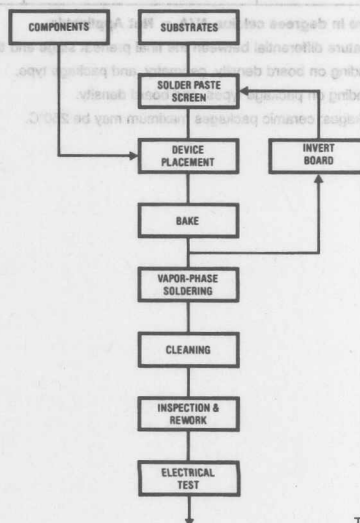 COMPONENTS
SUBSTRATES
SOLDER PASTE
SCREEN
DEVICE
PLACEMENT
INVERT
BOARD
BAKE
VAPOR-PHASE
SOLDERING
CLEANING
INSPECTION &
REWORK
ELECTRICAL
TEST